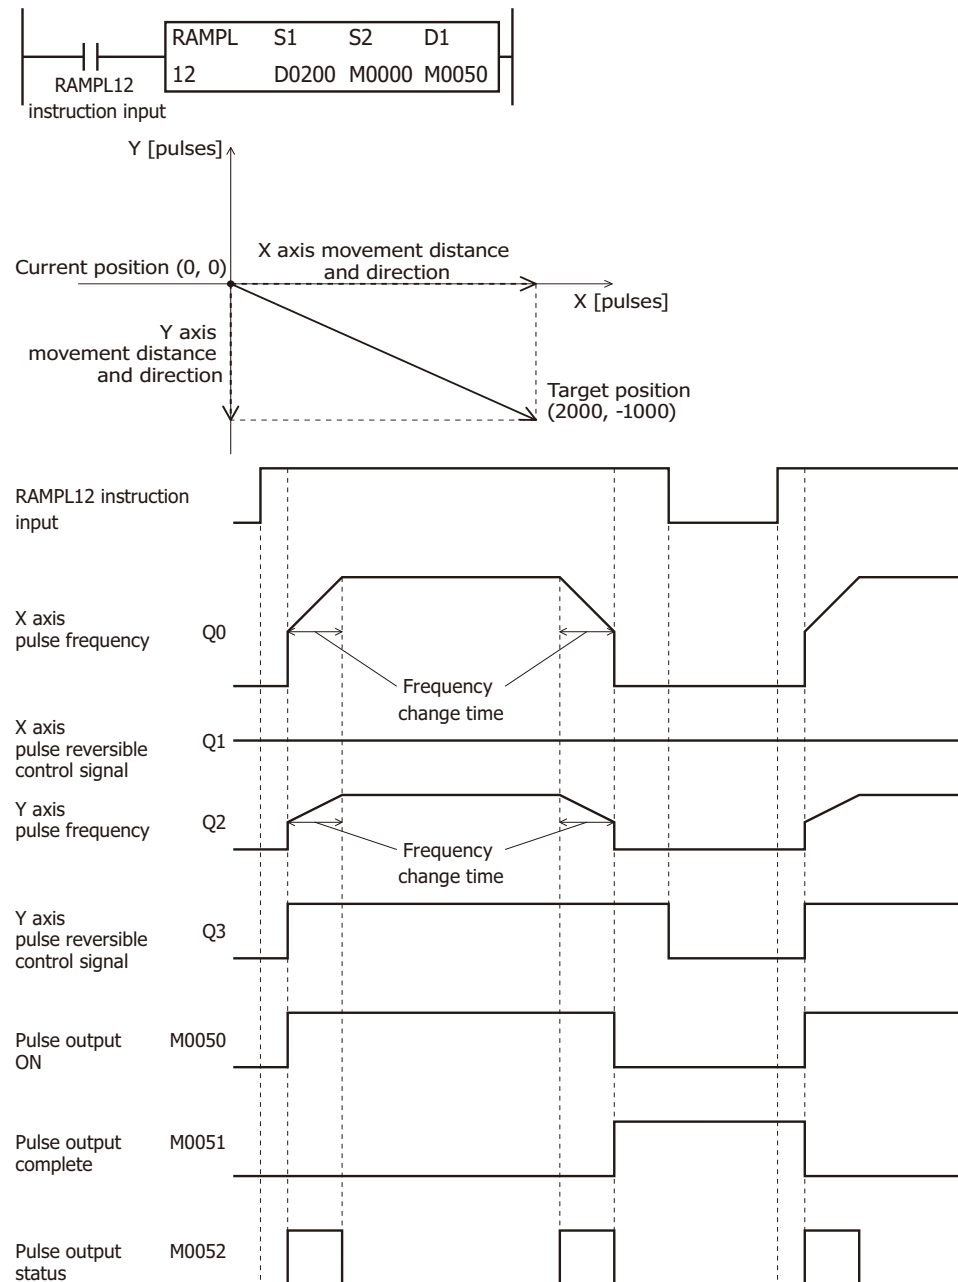 RAMPL S1 S2 D1
12 D0200 M0000 M0050
RAMPL12
instruction input
Y [pulses]
X axis movement distance
and direction
Current position (0, 0)
X [pulses]
Y axis
movement distance
and direction
Target position
(2000, -1000)
RAMPL12 instruction
input
X axis
pulse frequency Q0
Frequency
change time
X axis
pulse reversible Q1
control signal
Y axis
pulse frequency Q2
Frequency
change time
Y axis
pulse reversible Q3
control signal
Pulse output M0050
ON
Pulse output M0051
complete
Pulse output M0052
status